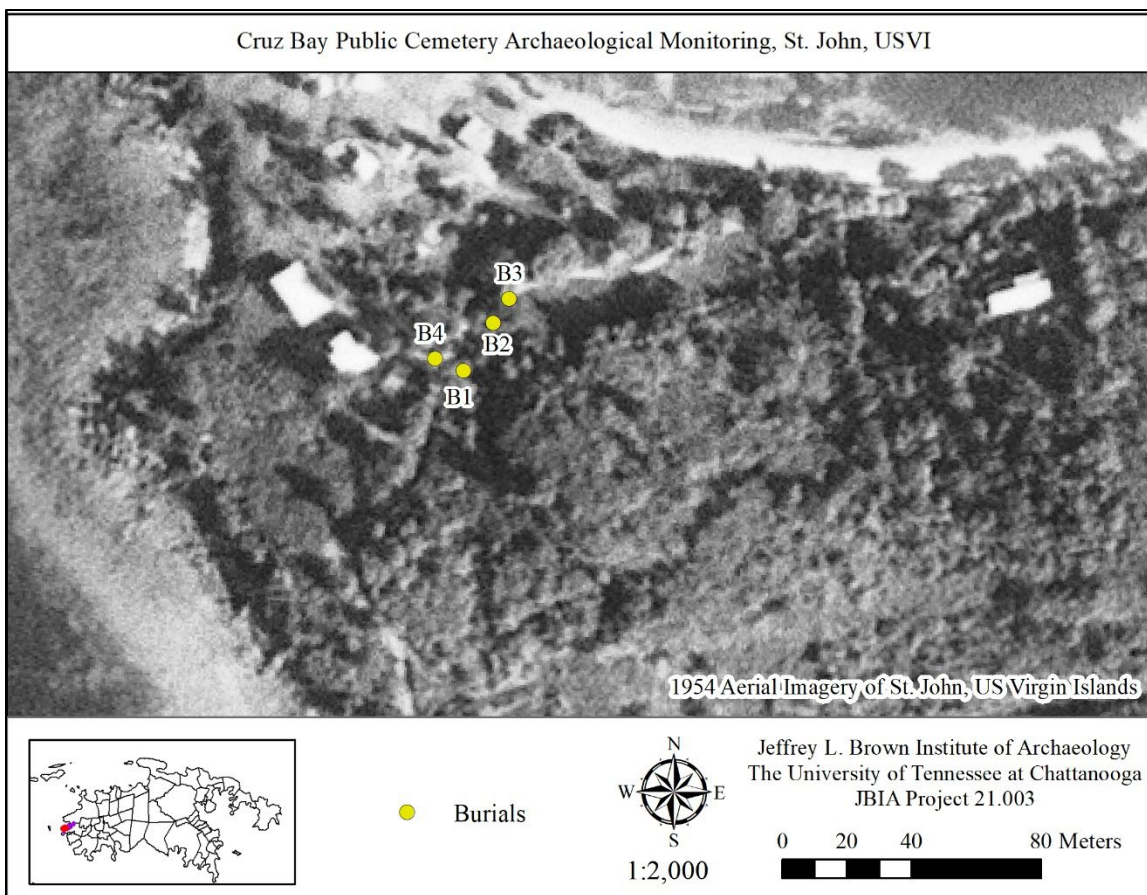 Cruz Bay Public Cemetery Archaeological Monitoring, St. John, USVI
B3
B2
B4
B1
1954 Aerial Imagery of St. John, US Virgin Islands
Burials
N
W E
S
1:2,000
Jeffrey L. Brown Institute of Archaeology
The University of Tennessee at Chattanooga
JBIA Project 21.003
0 20 40 80 Meters